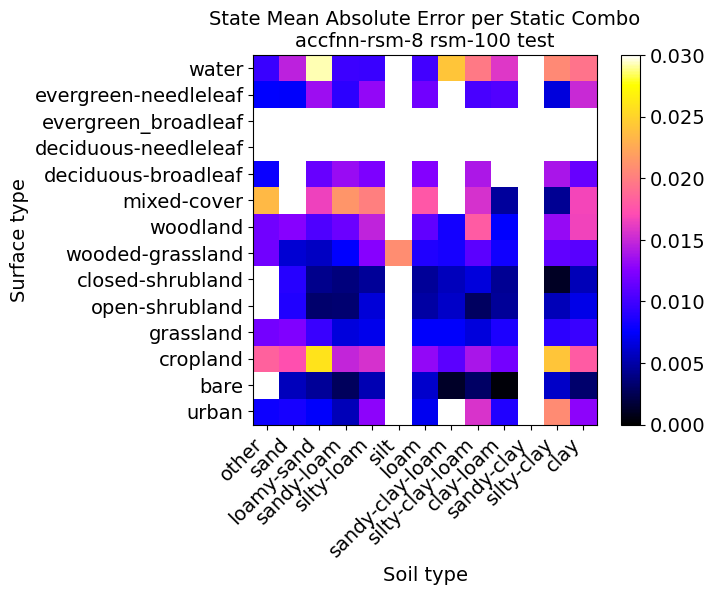 State Mean Absolute Error per Static Combo
accfnn-rsm-8 rsm-100 test
Surface type
water
evergreen-needleleaf
evergreen_broadleaf
deciduous-needleleaf
deciduous-broadleaf
mixed-cover
woodland
wooded-grassland
closed-shrubland
open-shrubland
grassland
cropland
bare
urban
other
sand
loamy-sand
sandy-loam
silty-loam
silt
loam
sandy-clay-loam
silty-clay-loam
clay-loam
sandy-clay
silty-clay
clay
Soil type
0.030
0.025
0.020
0.015
0.010
0.005
0.000